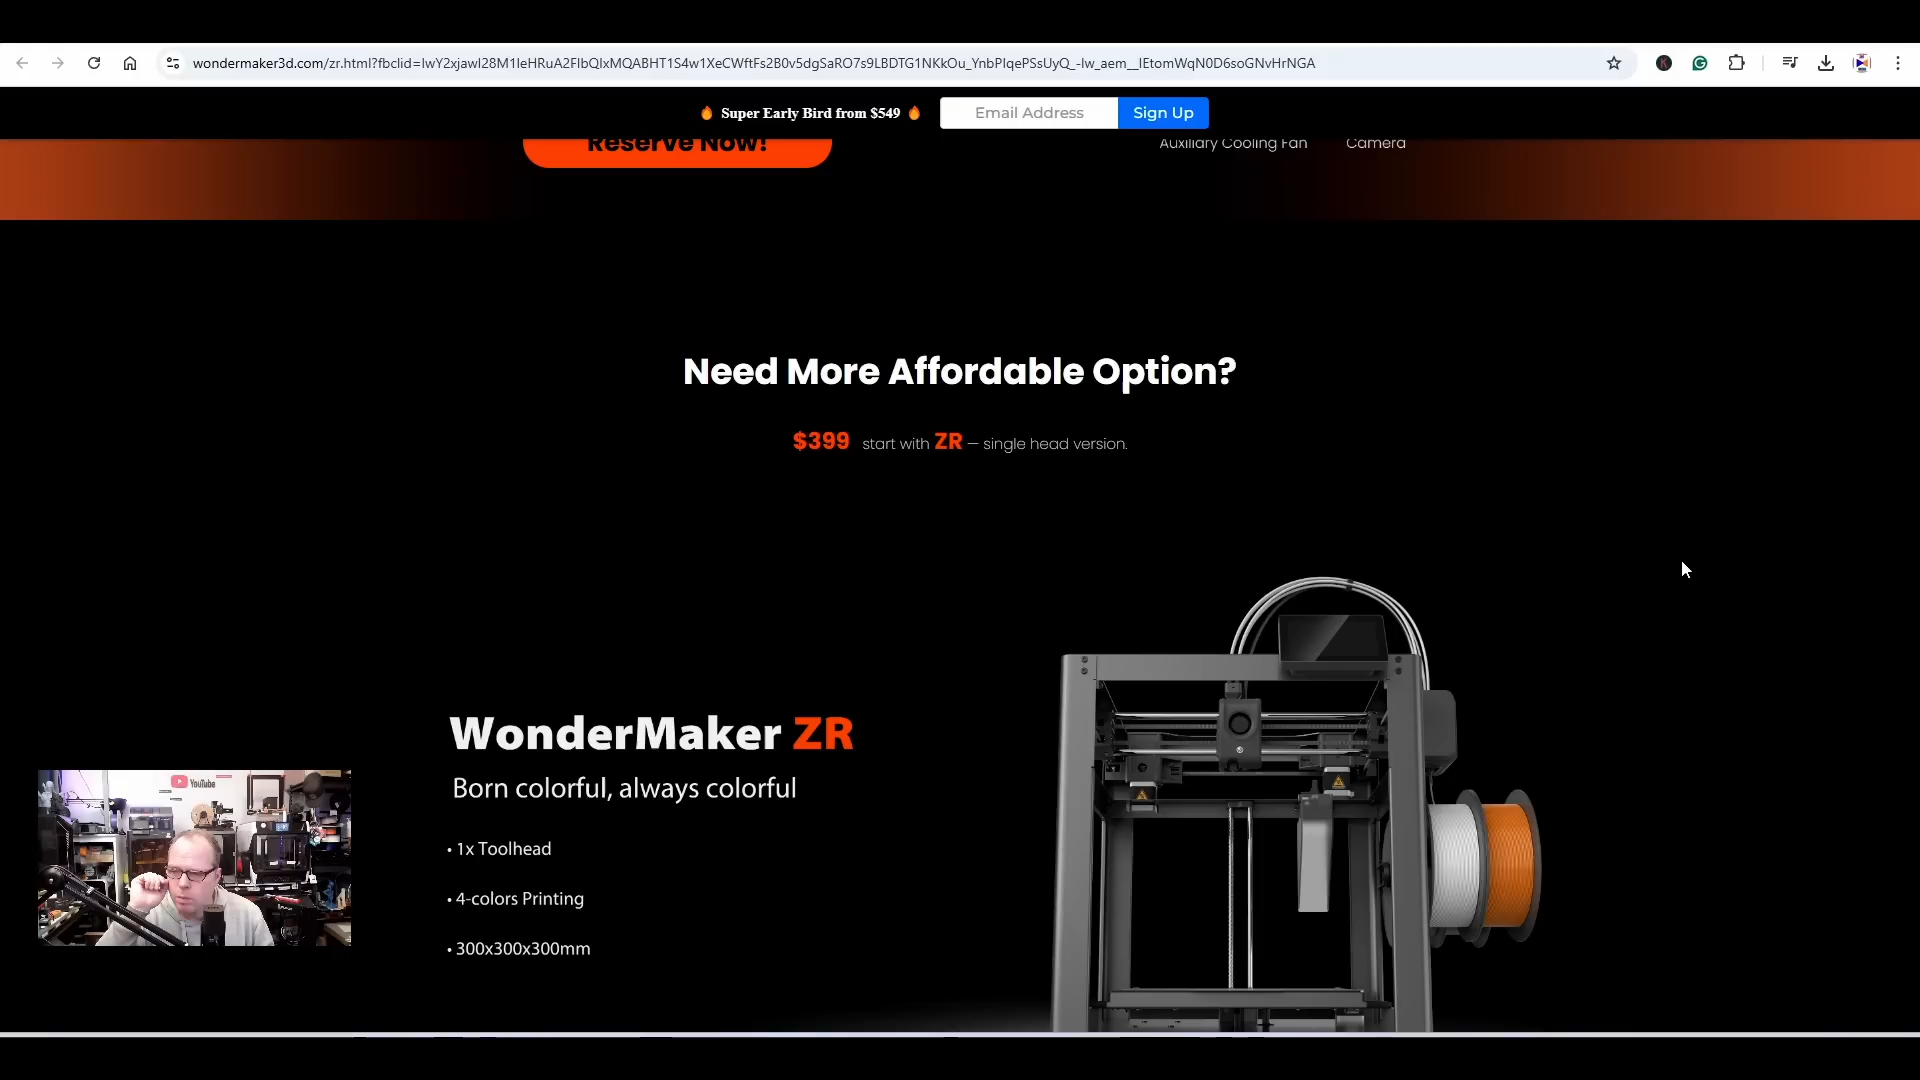 wondermaker3d.com/zr.html?fbclid=IwY2xjawI28M1leHRuA2FlbQIxMQABHT1S4w1XeCWftFs2B0v5dgSaRO7s9LBDTG1NKkOu_YnbPlqePSsUyQ_-Iw_aem__IEtomWqN0D6soGNvHrNGA
Super Early Bird from $549
Email Address
Sign Up
Reserve Now!
Auxiliary Cooling Fan
Camera
Need More Affordable Option?
$399 start with ZR — single head version.
WonderMaker ZR
Born colorful, always colorful
• 1x Toolhead
• 4-colors Printing
• 300x300x300mm
YouTube